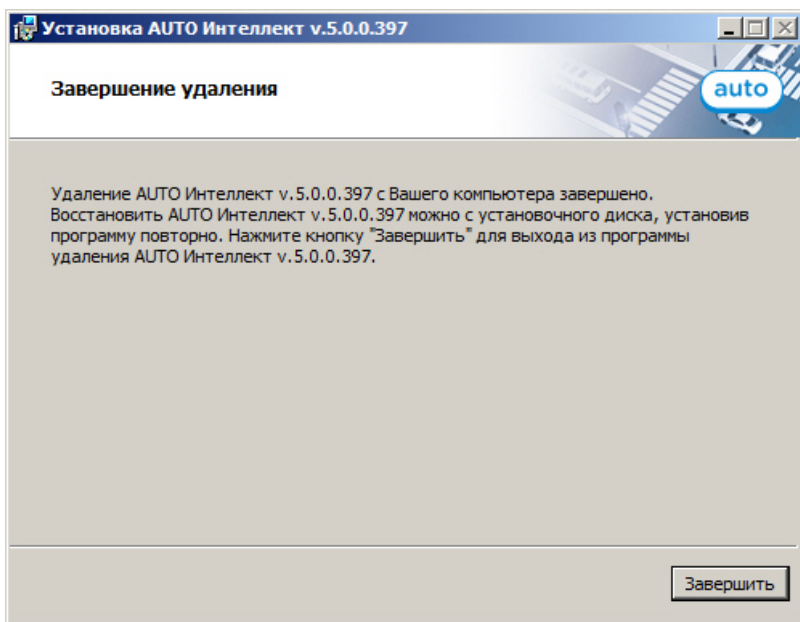 Установка AUTO Интеллект v.5.0.0.397
Завершение удаления
auto
Удаление AUTO Интеллект v.5.0.0.397 с Вашего компьютера завершено.
Восстановить AUTO Интеллект v.5.0.0.397 можно с установочного диска, установив
программу повторно. Нажмите кнопку "Завершить" для выхода из программы
удаления AUTO Интеллект v.5.0.0.397.
Завершить